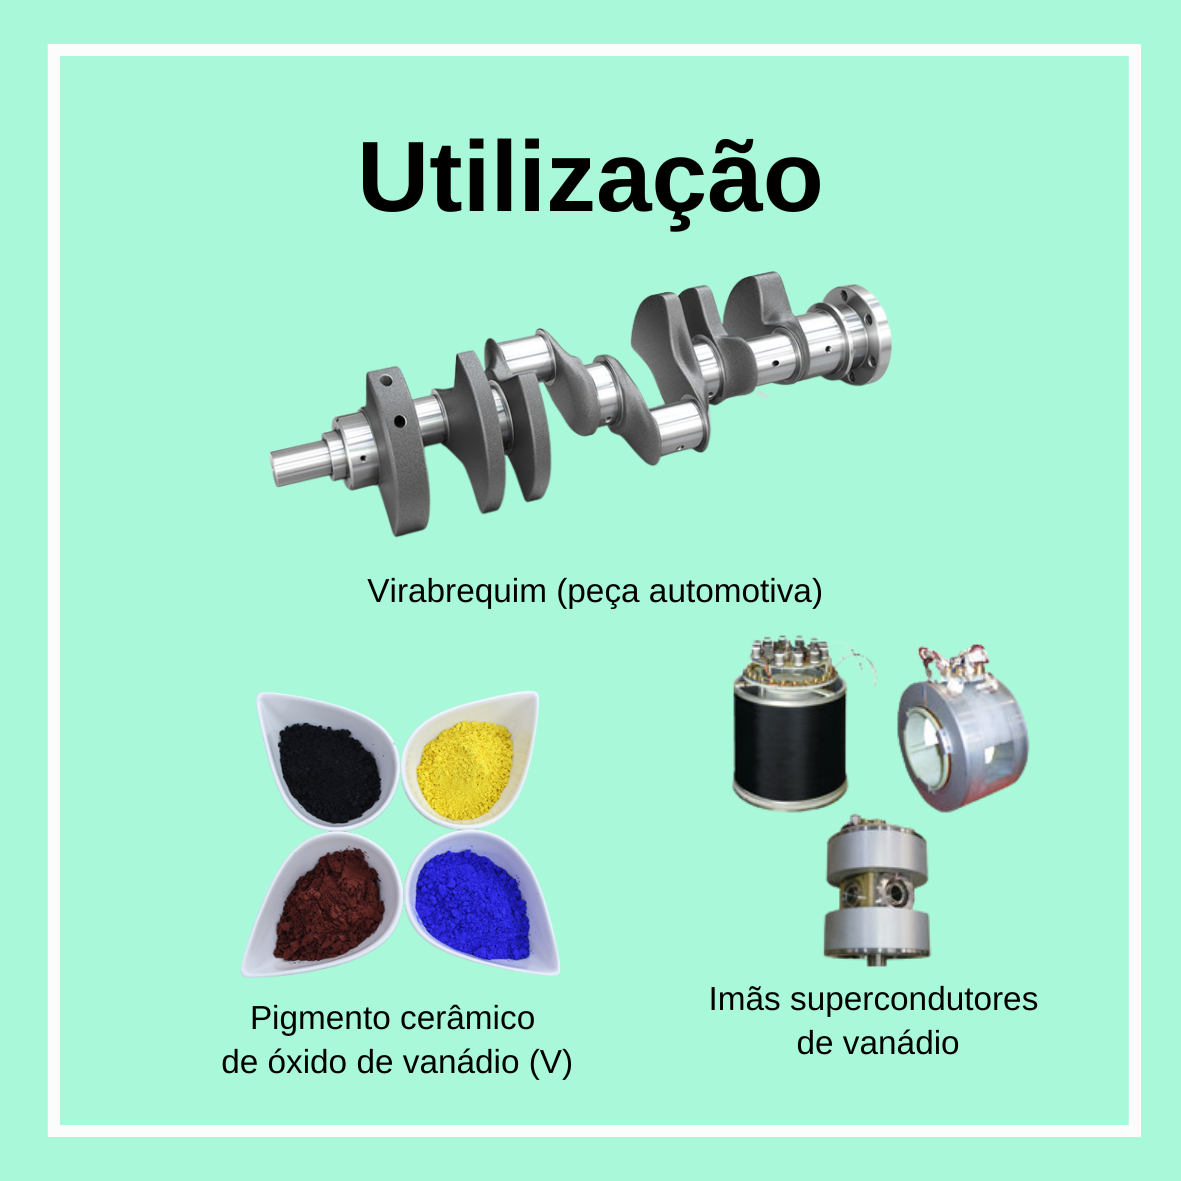 Utilização
Virabrequim (peça automotiva)
Pigmento cerâmico
de óxido de vanádio (V)
Imãs supercondutores
de vanádio